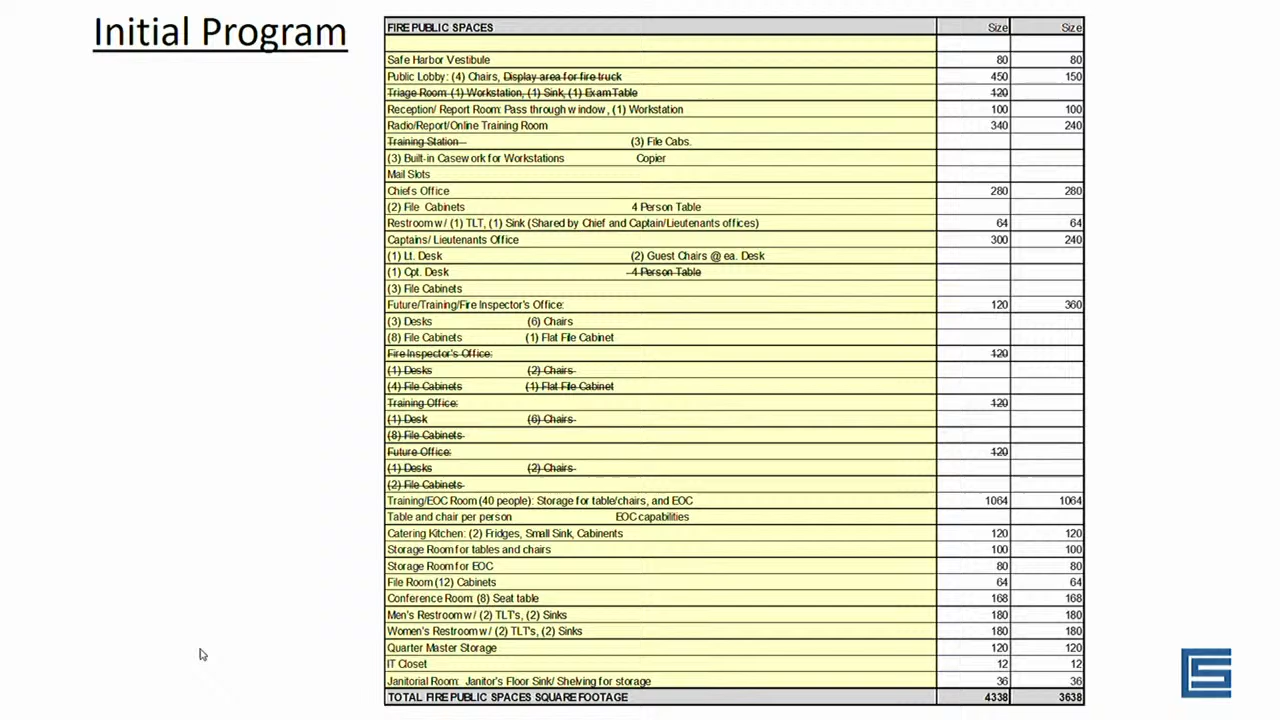 Initial Program
FIRE PUBLIC SPACES Size Size
Safe Harbor Vestibule 80 80
Public Lobby: (4) Chairs, Display area for fire truck 450 150
Triage Room: (1) Workstation, (1) Sink, (1) Exam Table 120
Reception/ Report Room: Pass through window, (1) Workstation 100 100
Radio/Report/Online Training Room 340 240
Training Station (3) File Cabs.
(3) Built-in Casework for Workstations Copier
Mail Slots
Chiefs Office 280 280
(2) File Cabinets 4 Person Table
Restroom w/ (1) TLT, (1) Sink (Shared by Chief and Captain/Lieutenants offices) 64 64
Captains/ Lieutenants Office 300 240
(1) Lt. Desk (2) Guest Chairs @ ea. Desk
(1) Cpt. Desk 4 Person Table
(3) File Cabinets
Future/Training/Fire Inspector's Office: 120 360
(3) Desks (6) Chairs
(8) File Cabinets (1) Flat File Cabinet
Fire Inspector's Office: 120
(1) Desks (2) Chairs
(4) File Cabinets (1) Flat File Cabinet
Training Office: 120
(1) Desk (6) Chairs
(8) File Cabinets
Future Office: 120
(1) Desks (2) Chairs
(2) File Cabinets
Training/EOC Room (40 people): Storage for table/chairs, and EOC 1064 1064
Table and chair per person EOC capabilities
Catering Kitchen: (2) Fridges, Small Sink, Cabinents 120 120
Storage Room for tables and chairs 100 100
Storage Room for EOC 80 80
File Room (12) Cabinets 64 64
Conference Room: (8) Seat table 168 168
Men's Restroom w/ (2) TLT's, (2) Sinks 180 180
Women's Restroom w/ (2) TLT's, (2) Sinks 180 180
Quarter Master Storage 120 120
IT Closet 12 12
Janitorial Room: Janitor's Floor Sink/ Shelving for storage 36 36
TOTAL FIRE PUBLIC SPACES SQUARE FOOTAGE 4338 3638